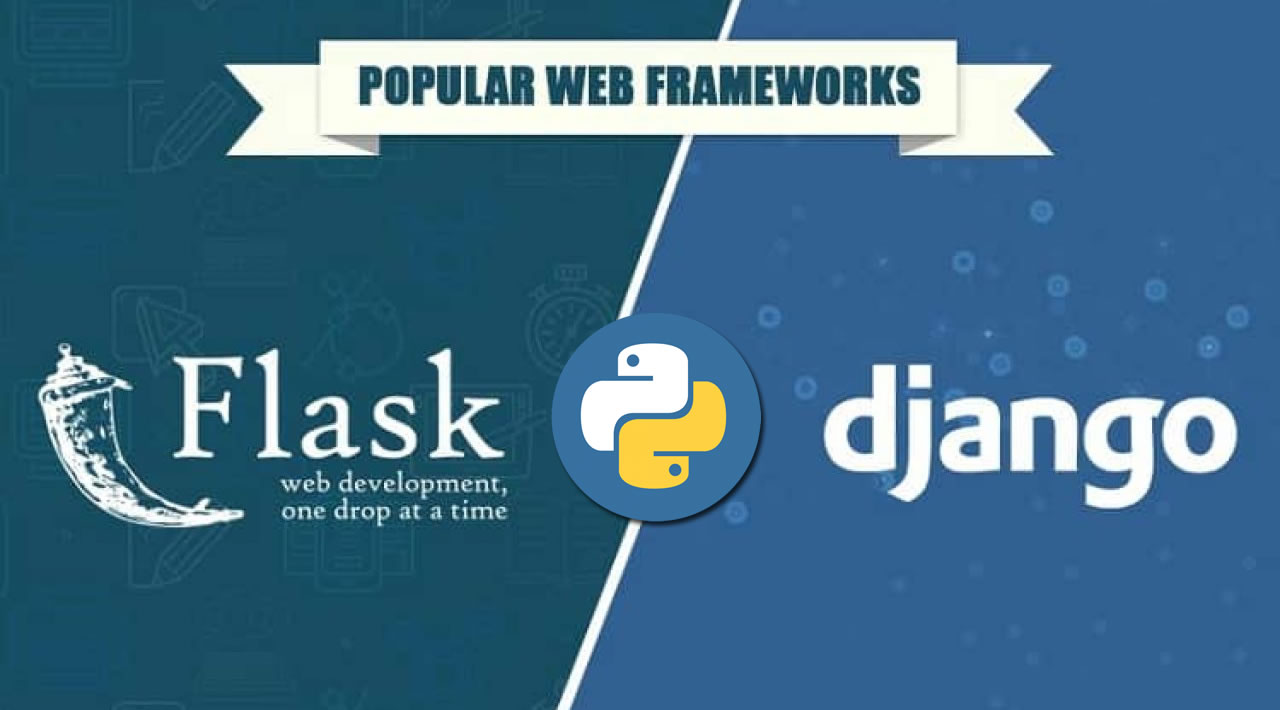 POPULAR WEB FRAMEWORKS
Flask
web development,
one drop at a time
django